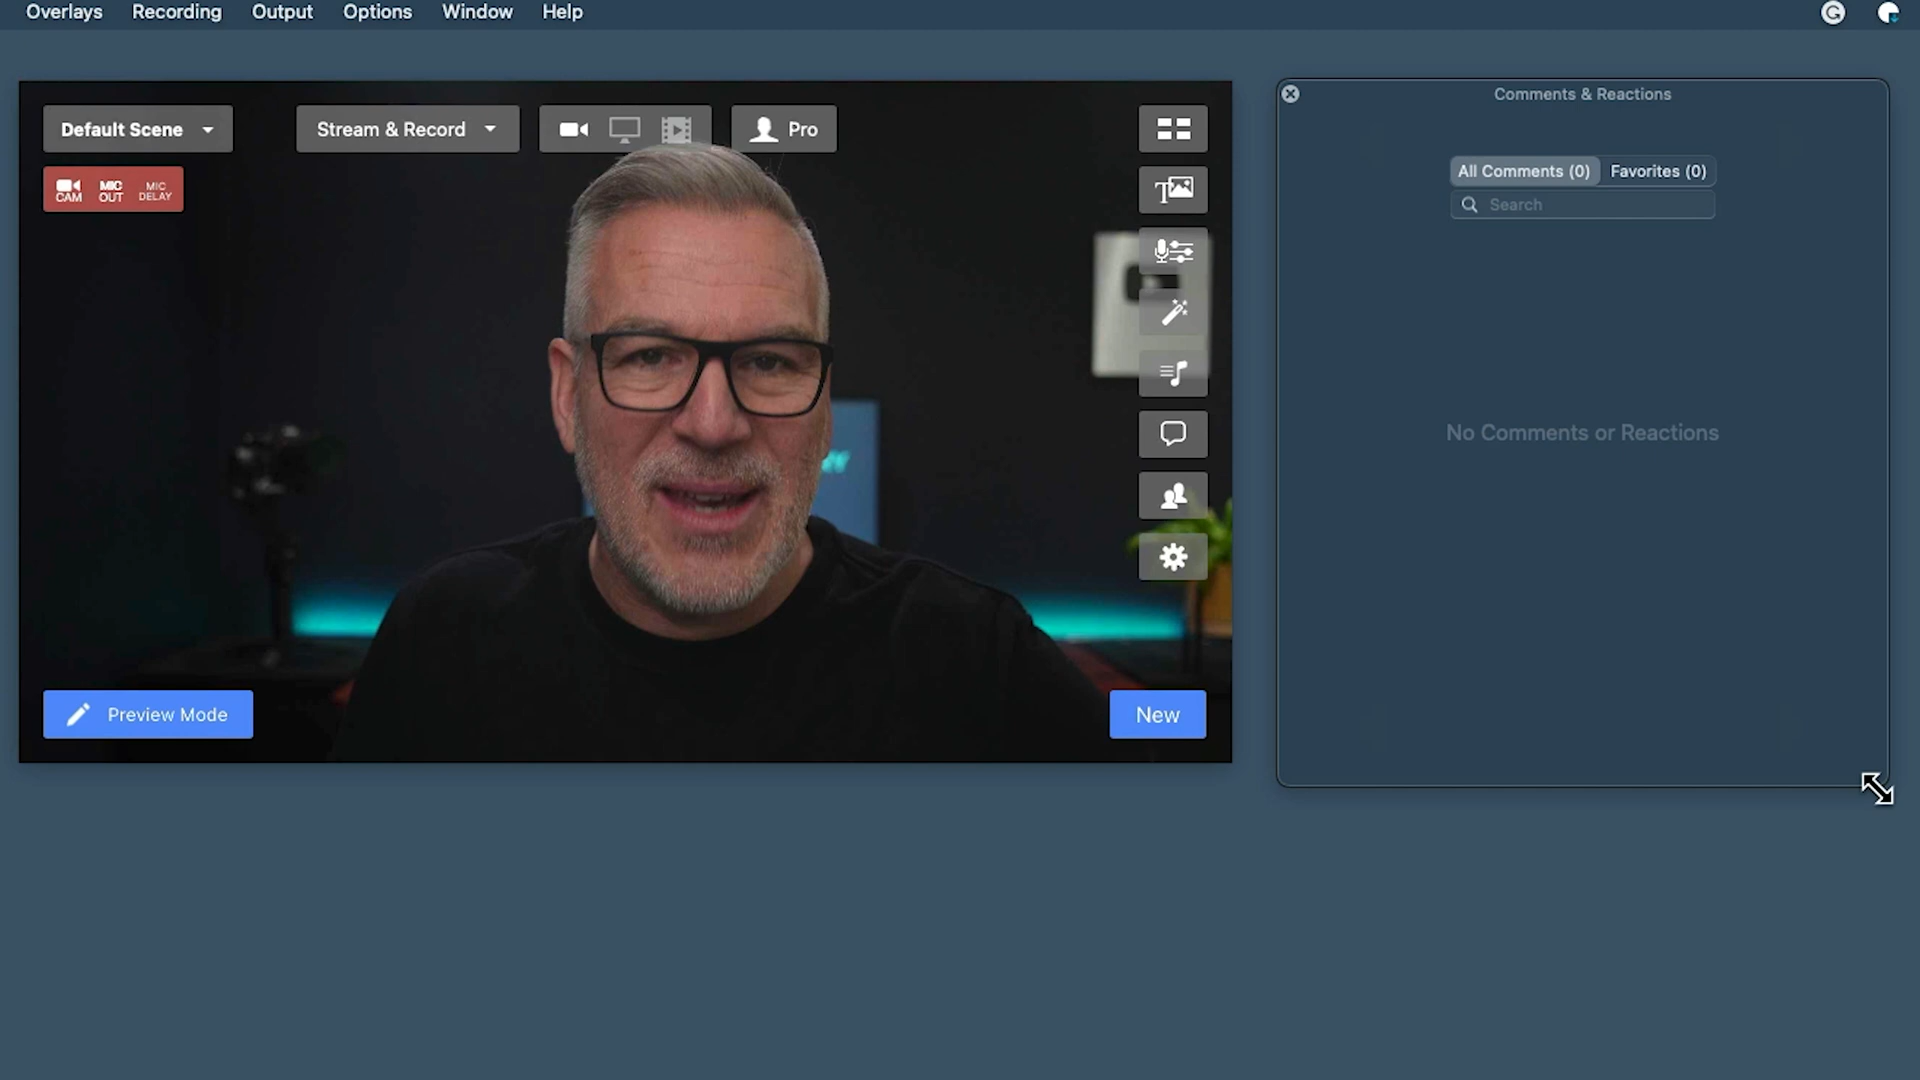 Overlays Recording Output Options Window Help
Comments & Reactions
Default Scene Stream & Record Pro
CAM MIC OUT MIC DELAY
All Comments (0) Favorites (0)
Search
No Comments or Reactions
Preview Mode New